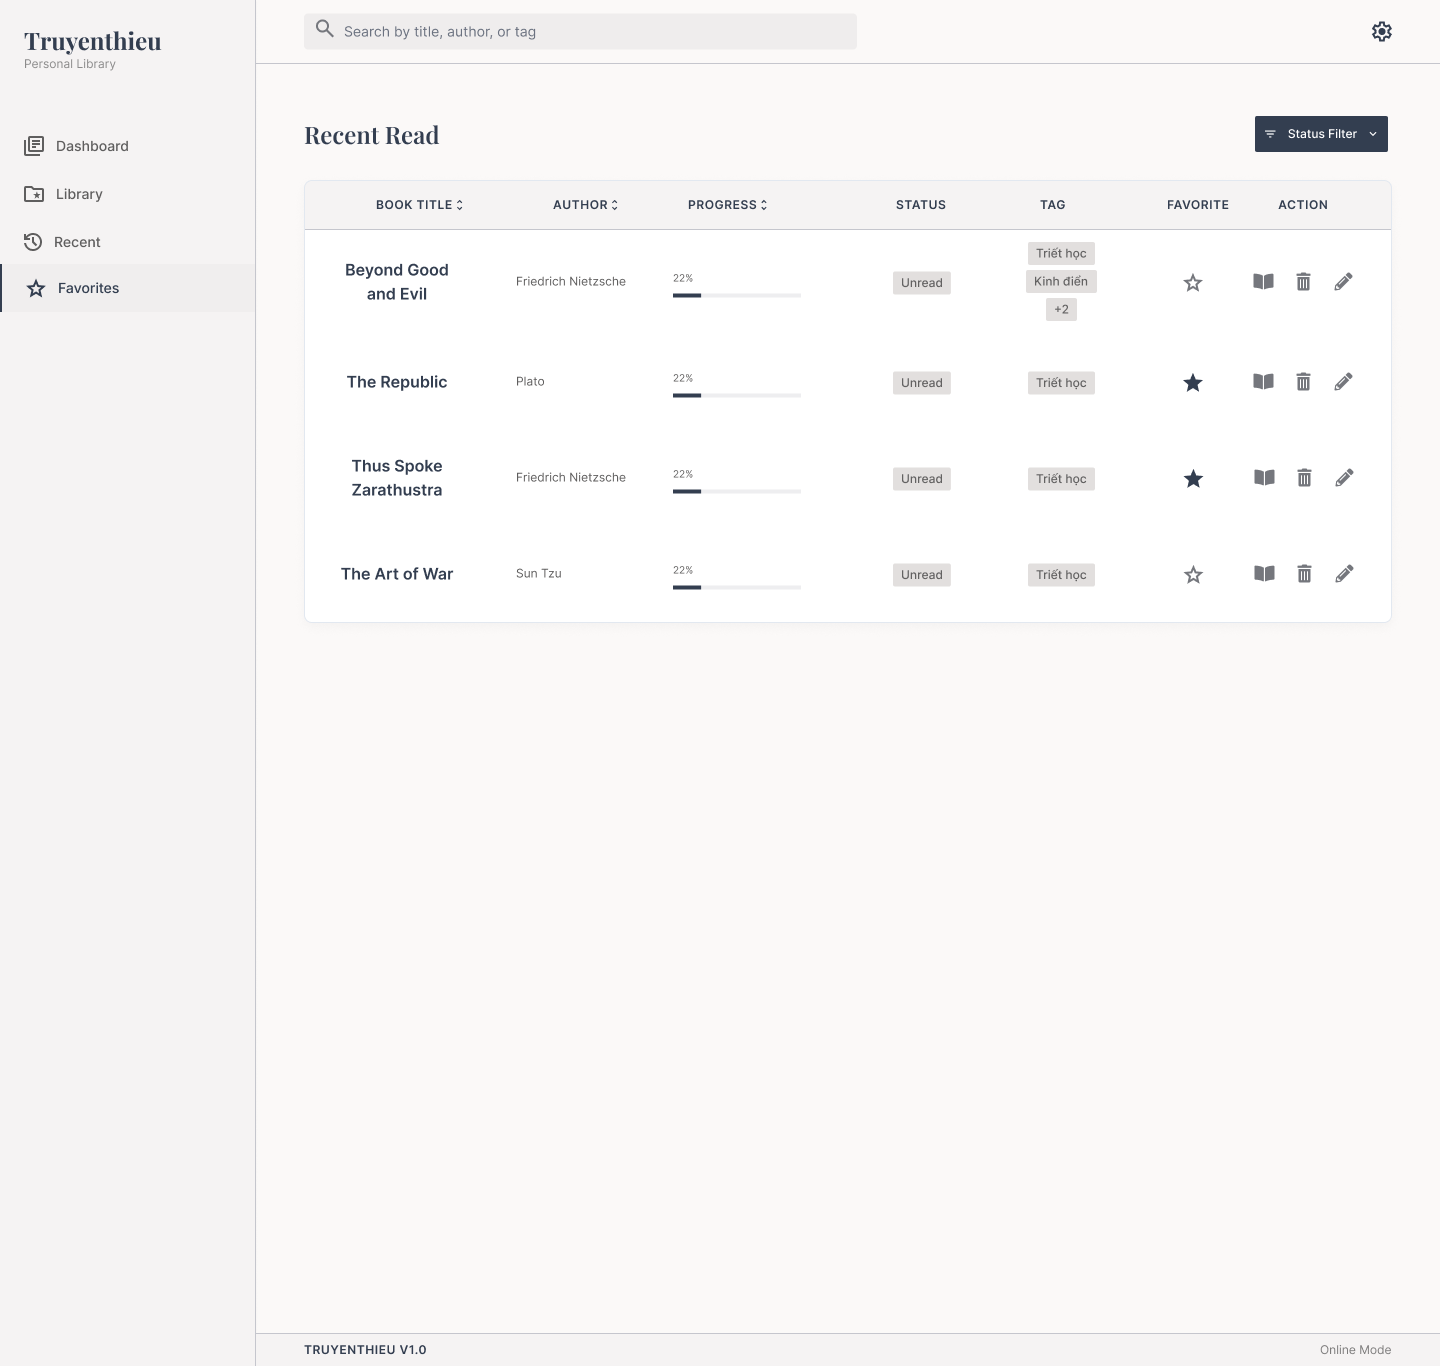 Truyenthieu
Personal Library
Dashboard
Library
Recent
Favorites
Search by title, author, or tag
Recent Read
Status Filter
BOOK TITLE AUTHOR PROGRESS STATUS TAG FAVORITE ACTION
Beyond Good
and Evil
Friedrich Nietzsche
22%
Unread
Triết học
Kinh điển
+2
The Republic
Plato
22%
Unread
Triết học
Thus Spoke
Zarathustra
Friedrich Nietzsche
22%
Unread
Triết học
The Art of War
Sun Tzu
22%
Unread
Triết học
TRUYENTHIEU V1.0
Online Mode